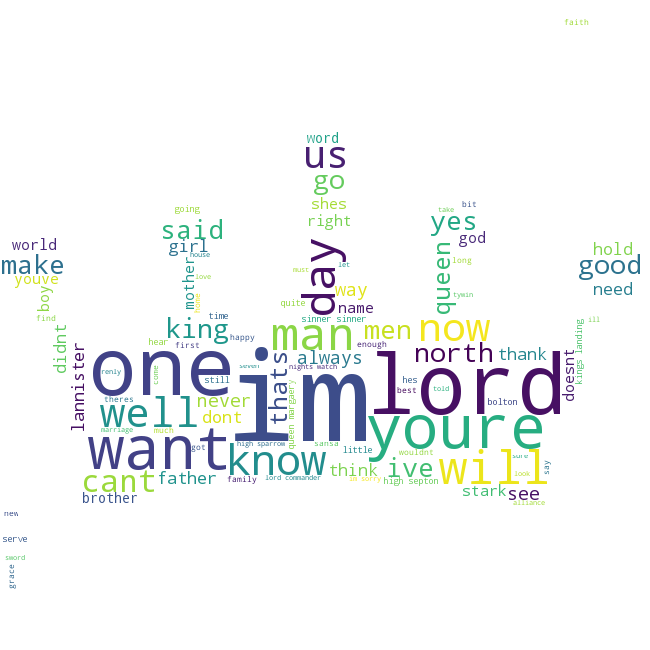 faith
word
us
go
take
bit
going
shes
said
right
yes
world
girl
god
hold
make
house
queen
long
good
youve
mother
love
must
day
let
way
tywin
need
boy
none
quite
name
find
time
sinner sinner
ill
didnt
king
man
men
now
kings landing
hear
first
happy
always
enough
north
thank
doesnt
lannister
renly
come
one
seven
thats
nights watch
im
hes
lord
told
theres
still
best
bolton
well
never
dont
youre
marriage
much
queen margaery
want
got
high sparrow
sansa
little
wouldnt
know
think
ive
will
sure
say
cant
father
family
lord commander
im sorry
high septon
look
brother
stark
see
alliance
new
serve
sword
grace